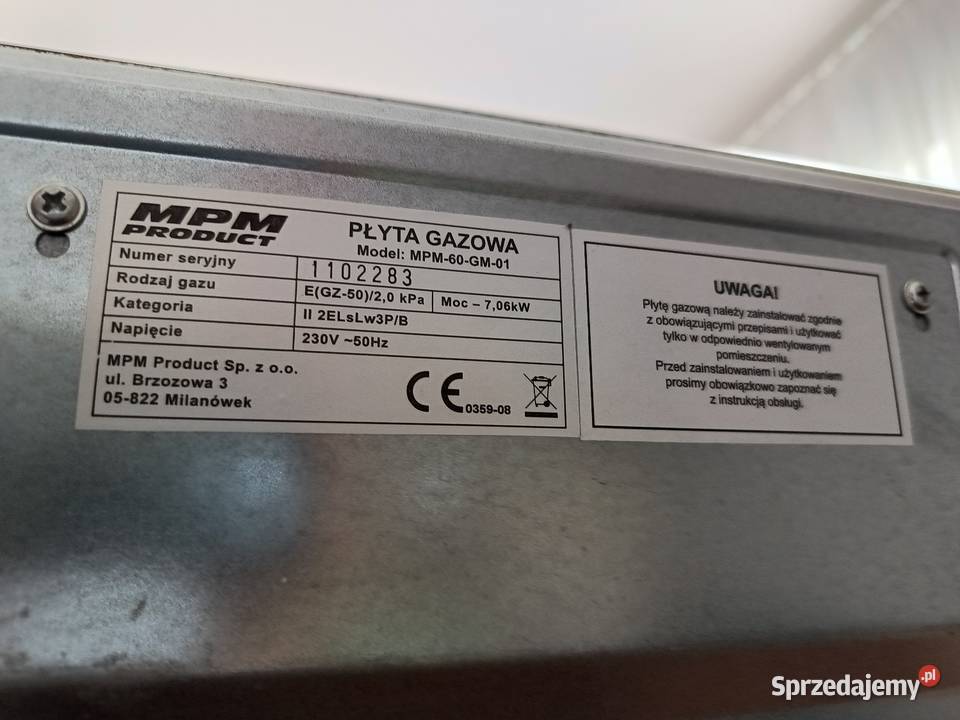 MPM
PRODUCT
PŁYTA GAZOWA
Model: MPM-60-GM-01
Numer seryjny 1102283
Rodzaj gazu E(GZ-50)/2,0 kPa Moc – 7,06kW
Kategoria II 2ELsLw3P/B
Napięcie 230V ~50Hz
MPM Product Sp. z o.o.
ul. Brzozowa 3
05-822 Milanówek
CE 0359-08
UWAGA!
Płytę gazową należy zainstalować zgodnie
z obowiązującymi przepisami i użytkować
tylko w odpowiednio wentylowanym
pomieszczeniu.
Przed zainstalowaniem i użytkowaniem
prosimy obowiązkowo zapoznać się
z instrukcją obsługi.
Sprzedajemy.pl